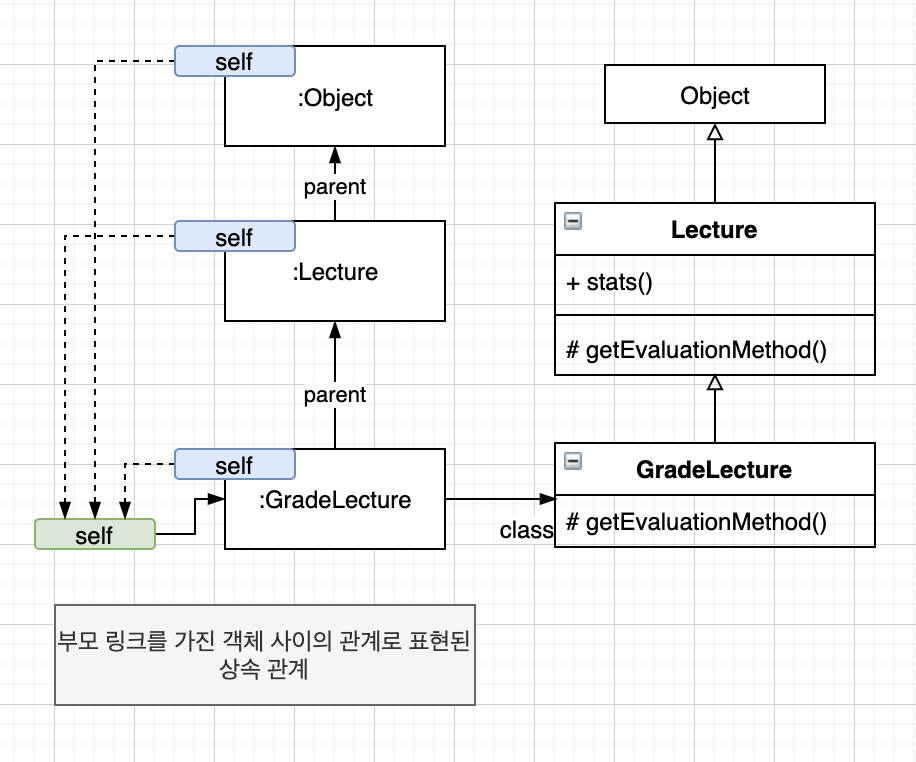 self
:Object
parent
self
:Lecture
parent
self
:GradeLecture
self
class
Object
Lecture
+ stats()
# getEvaluationMethod()
GradeLecture
# getEvaluationMethod()
부모 링크를 가진 객체 사이의 관계로 표현된
상속 관계